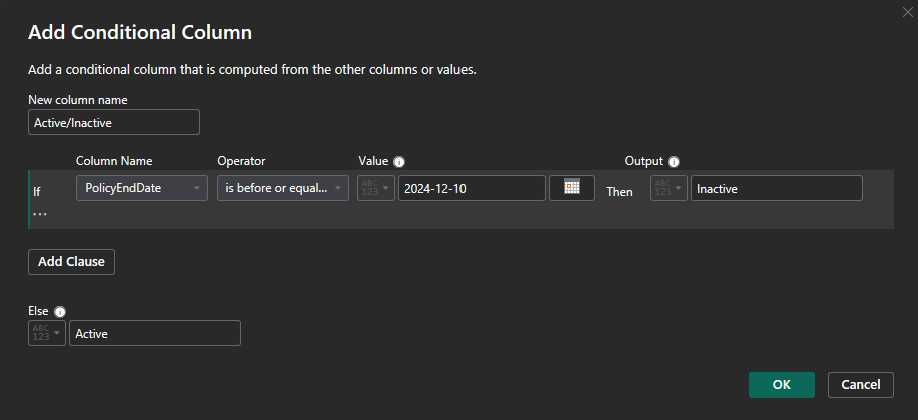 Add Conditional Column
Add a conditional column that is computed from the other columns or values.
New column name
Active/Inactive
Column Name Operator Value Output
If PolicyEndDate is before or equal... ABC 123 2024-12-10 Then ABC 123 Inactive
...
Add Clause
Else
ABC 123 Active
OK Cancel